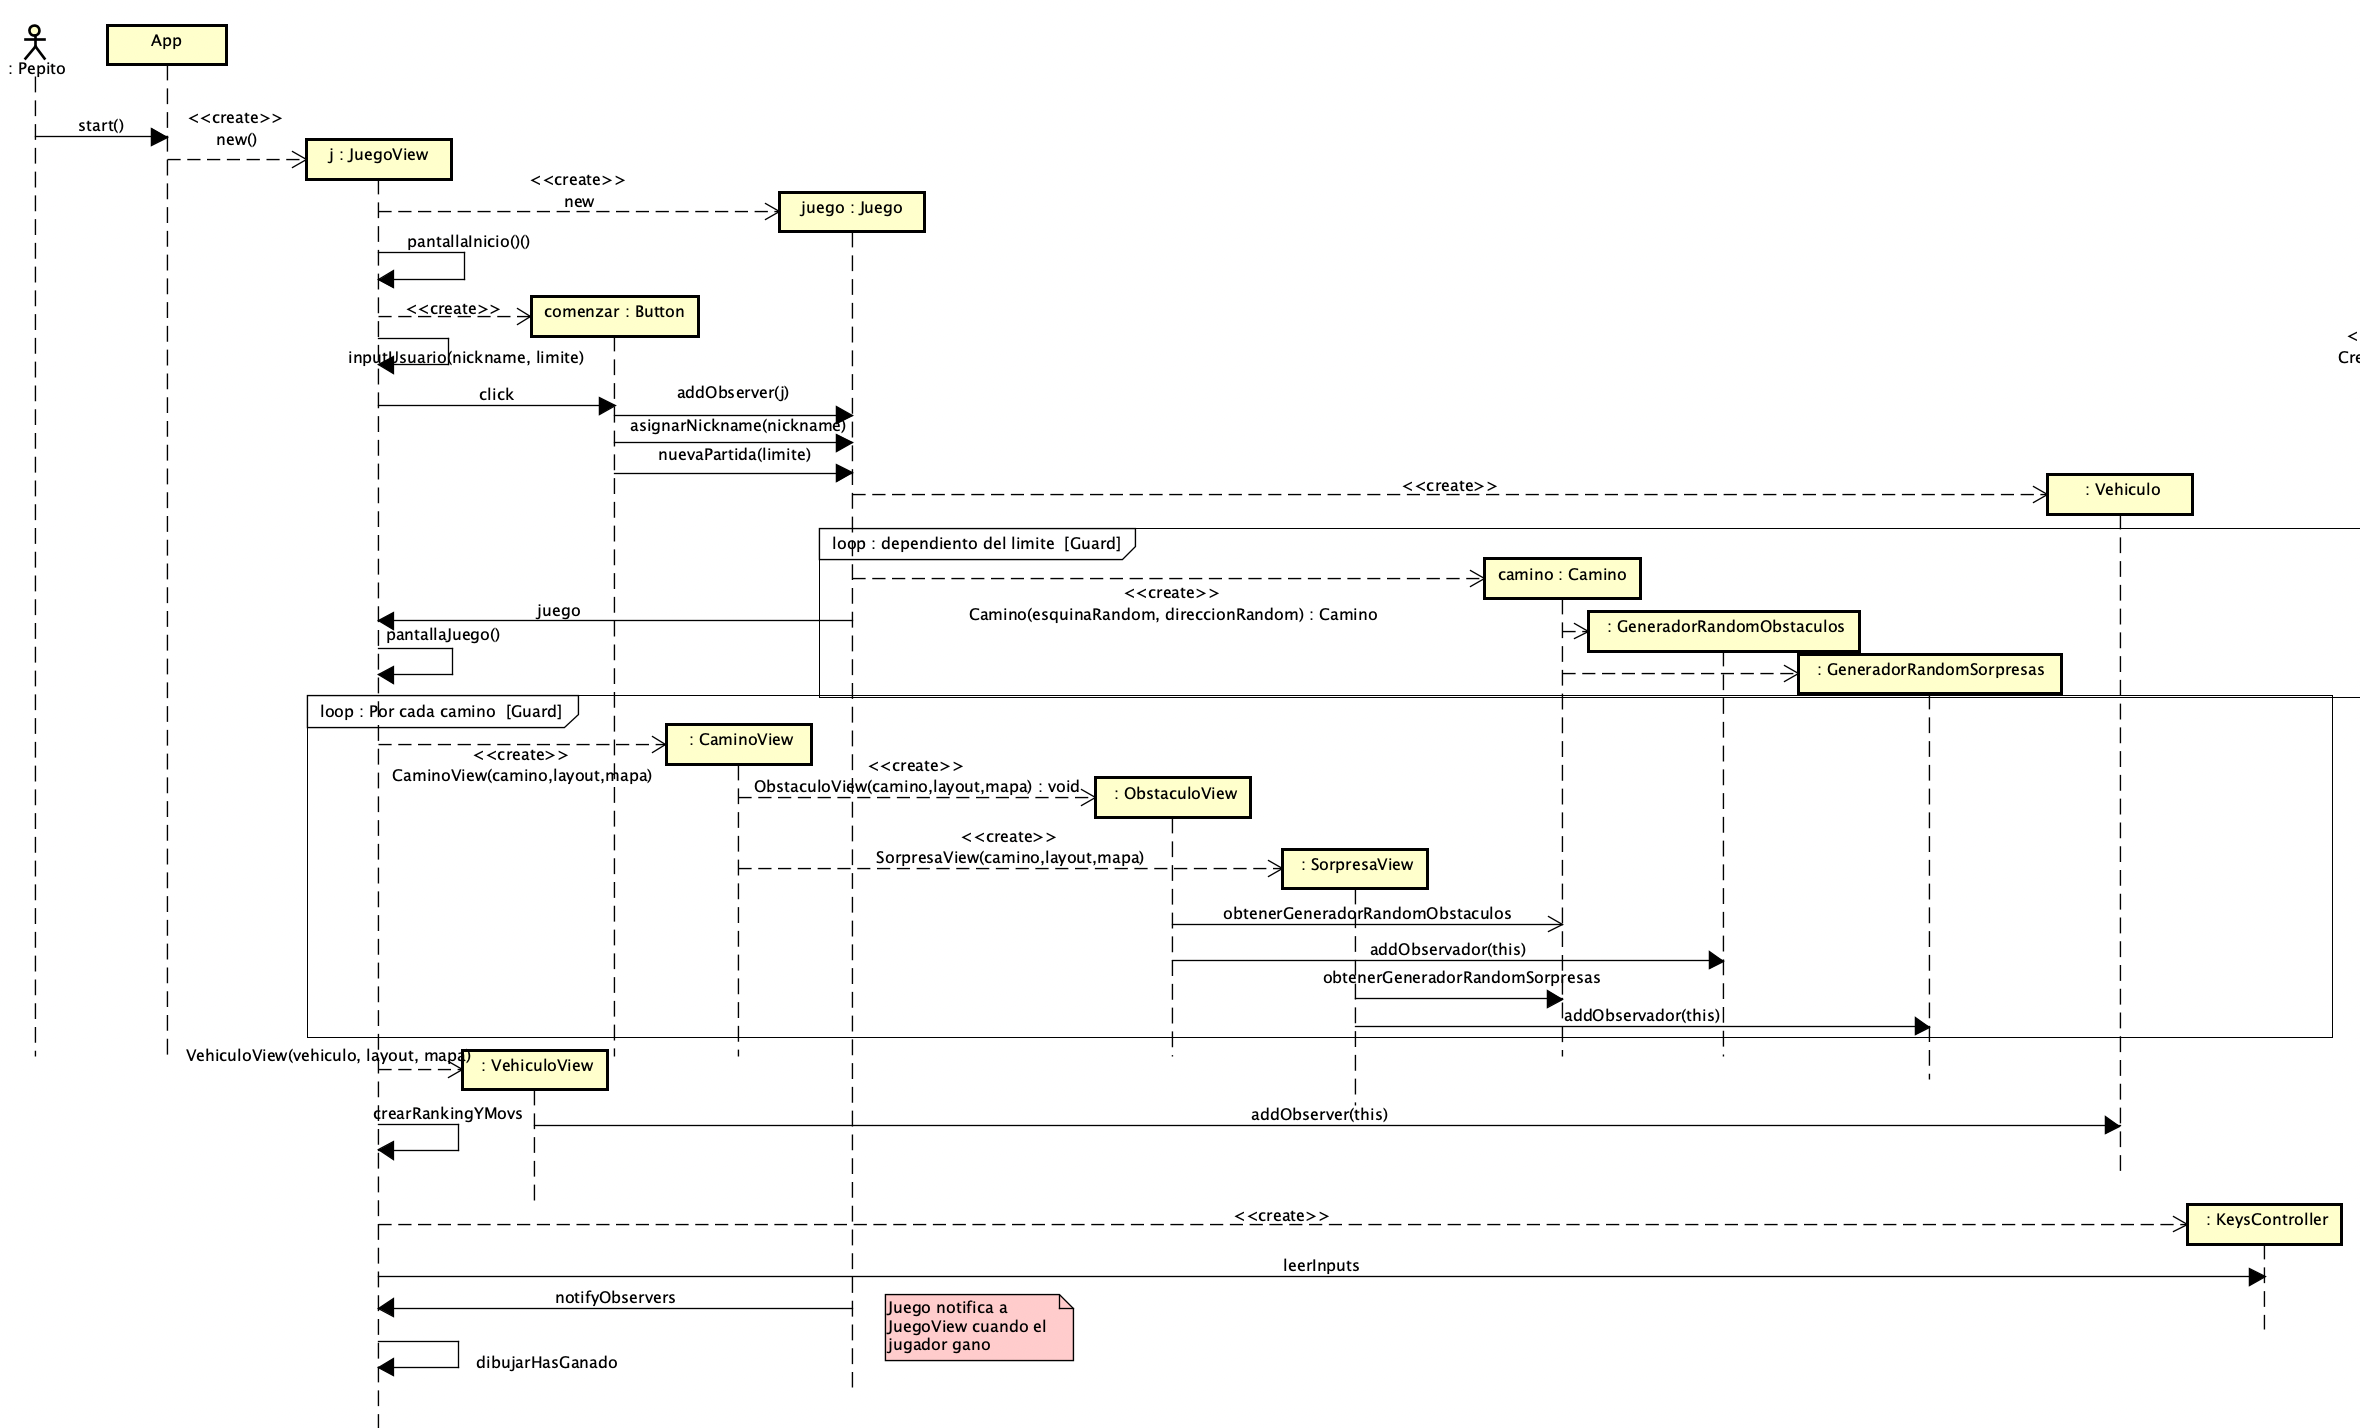 App
: Pepito
<<create>>
start()
new()
j : JuegoView
<<create>>
new
juego : Juego
pantallaInicio()()
<<create>>
comenzar : Button
<
inputUsuario(nickname, limite)
Cre
click
addObserver(j)
asignarNickname(nickname)
nuevaPartida(limite)
<<create>>
: Vehiculo
loop : dependiento del limite [Guard]
camino : Camino
<<create>>
Camino(esquinaRandom, direccionRandom) : Camino
juego
: GeneradorRandomObstaculos
pantallaJuego()
: GeneradorRandomSorpresas
loop : Por cada camino [Guard]
: CaminoView
<<create>>
CaminoView(camino,layout,mapa)
<<create>>
ObstaculoView(camino,layout,mapa) : void
: ObstaculoView
<<create>>
SorpresaView(camino,layout,mapa)
: SorpresaView
obtenerGeneradorRandomObstaculos
addObservador(this)
obtenerGeneradorRandomSorpresas
addObservador(this)
VehiculoView(vehiculo, layout, mapa)
: VehiculoView
crearRankingYMovs
addObserver(this)
<<create>>
: KeysController
leerInputs
notifyObservers
Juego notifica a
JuegoView cuando el
jugador gano
dibujarHasGanado